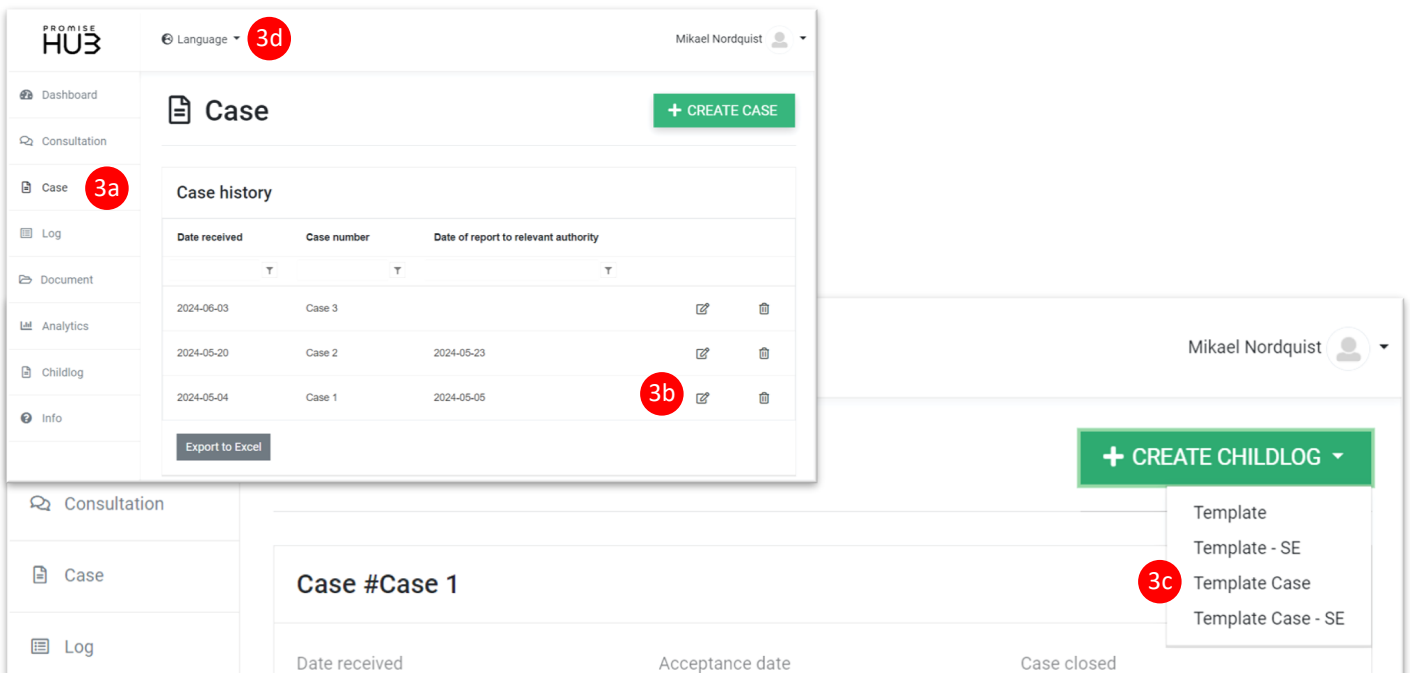 PROMISE
HUB
Language 3d
Mikael Nordquist
Dashboard
Consultation
Case 3a
Log
Document
Analytics
Childlog
Info
Case
+ CREATE CASE
Case history
Date received Case number Date of report to relevant authority
2024-06-03 Case 3
2024-05-20 Case 2 2024-05-23
2024-05-04 Case 1 2024-05-05 3b
Export to Excel
Mikael Nordquist
+ CREATE CHILDLOG
Template
Template - SE
3c Template Case
Template Case - SE
Consultation
Case
Log
Case #Case 1
Date received Acceptance date Case closed